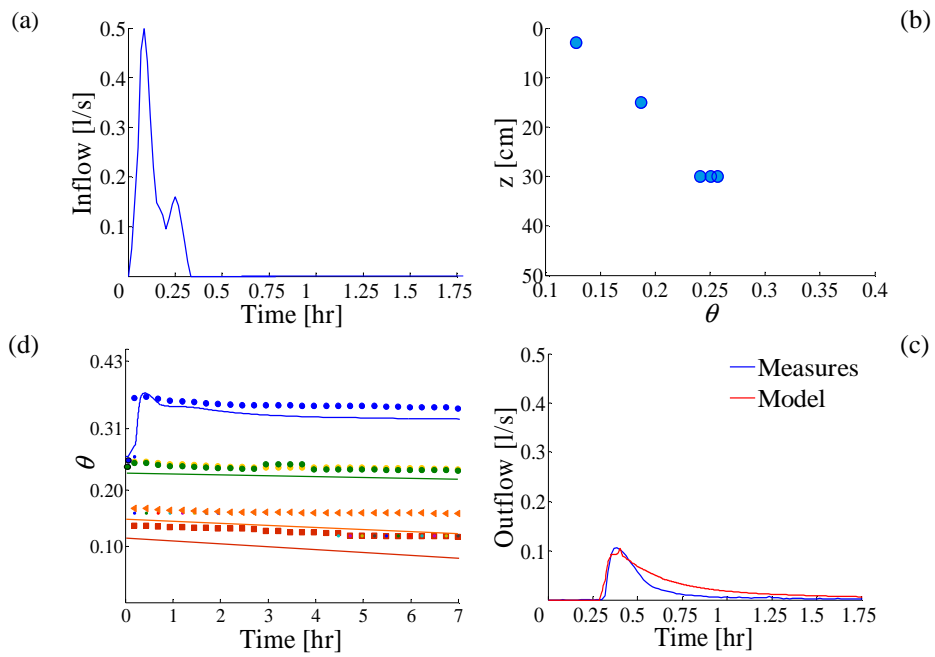 (a)
Inflow [l/s]
0.5
0.4
0.3
0.2
0.1
0 0.25 0.75 1 1.25 1.5 1.75
Time [hr]
(b)
z [cm]
0
10
20
30
40
50
0.1 0.15 0.2 0.25 0.3 0.35 0.4
θ
(d)
θ
0.43
0.31
0.20
0.10
0 1 2 3 4 5 6 7
Time [hr]
(c)
Outflow [l/s]
0.5
0.4
0.3
0.2
0.1
0 0.25 0.5 0.75 1 1.25 1.75
Time [hr]
Measures
Model